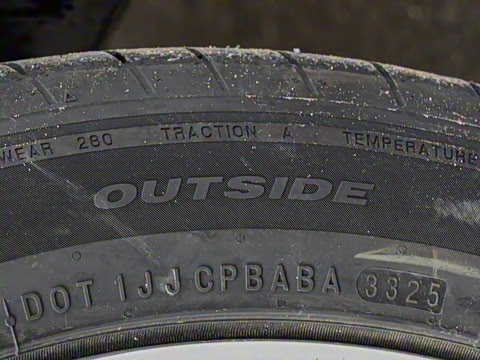 WEAR 280 TRACTION A TEMPERATURE
OUTSIDE
DOT 1JJ CPBABA 3325